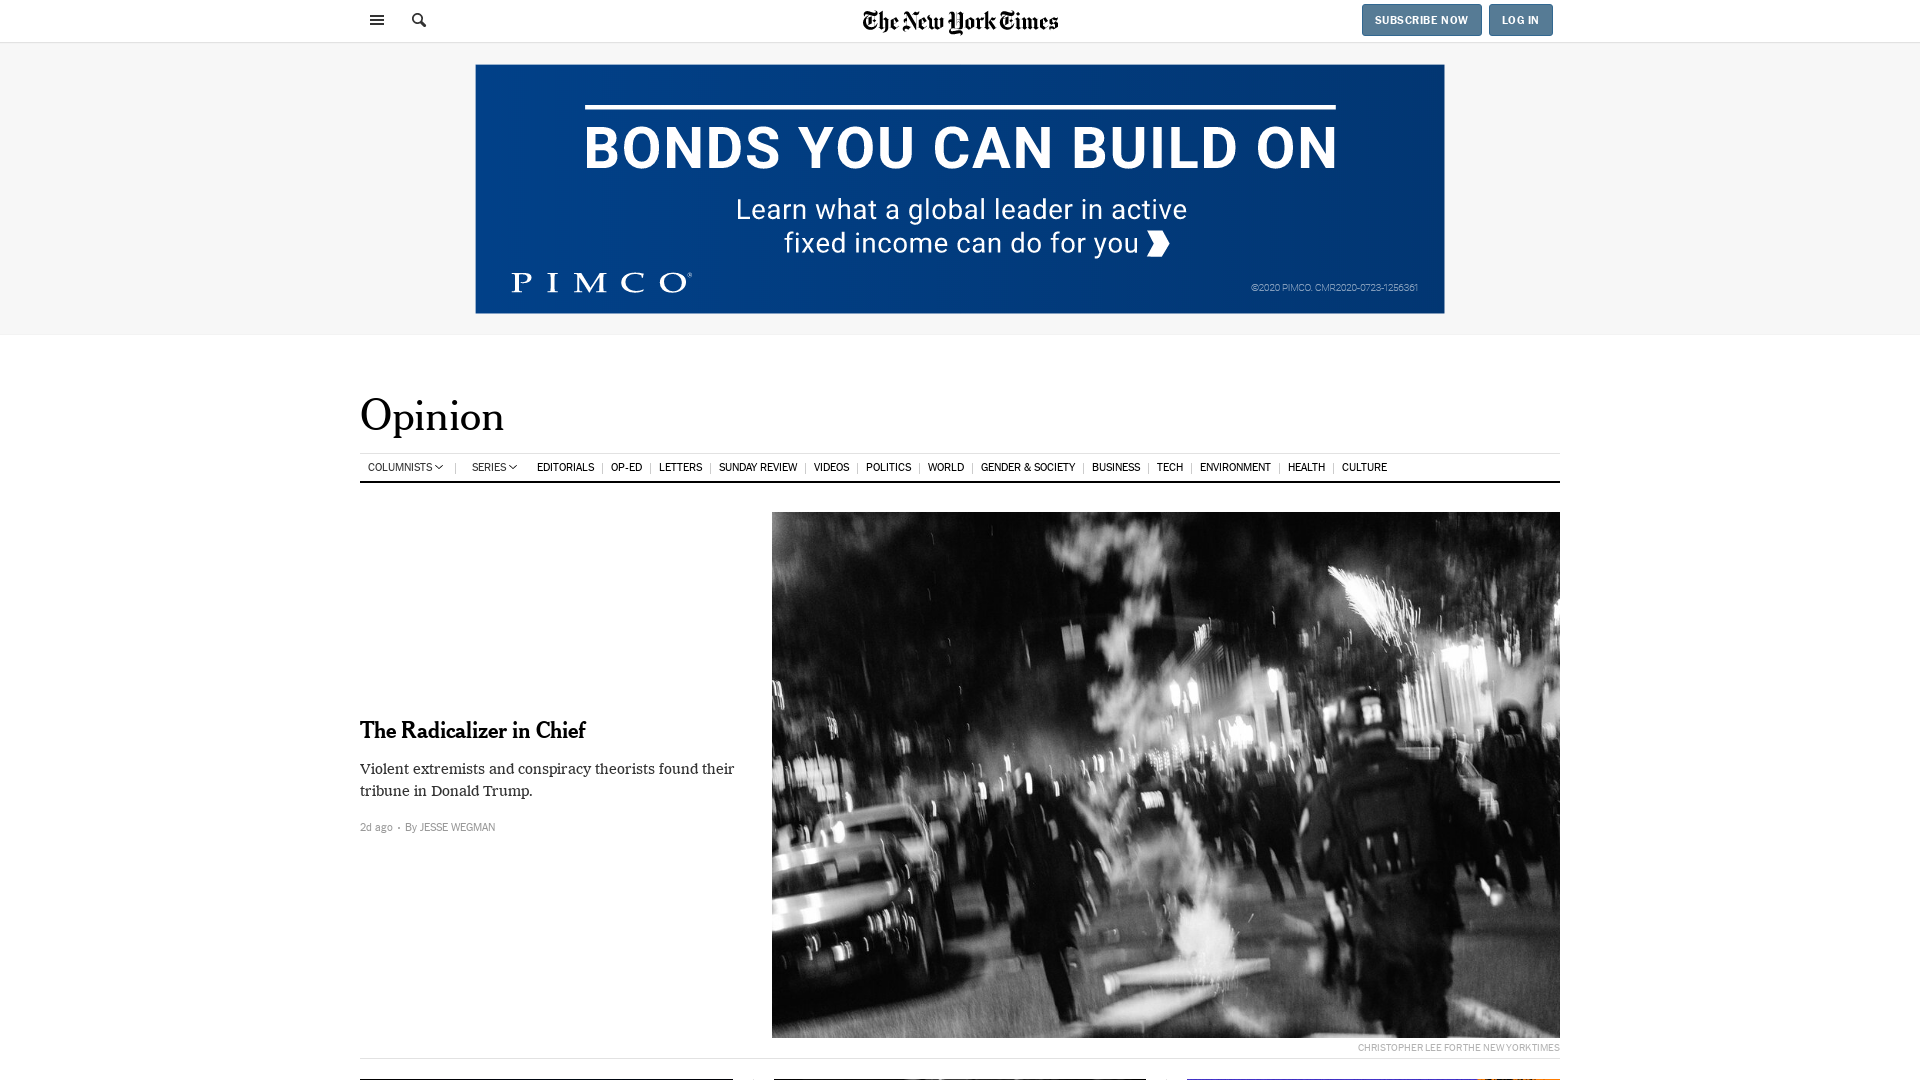 The New York Times
SUBSCRIBE NOW
LOG IN
BONDS YOU CAN BUILD ON
Learn what a global leader in active
fixed income can do for you
PIMCO®
©2020 PIMCO. CMR2020-0723-1256361
Opinion
COLUMNISTS
SERIES
EDITORIALS
OP-ED
LETTERS
SUNDAY REVIEW
VIDEOS
POLITICS
WORLD
GENDER & SOCIETY
BUSINESS
TECH
ENVIRONMENT
HEALTH
CULTURE
The Radicalizer in Chief
Violent extremists and conspiracy theorists found their
tribune in Donald Trump.
2d ago · By JESSE WEGMAN
CHRISTOPHER LEE FOR THE NEW YORK TIMES